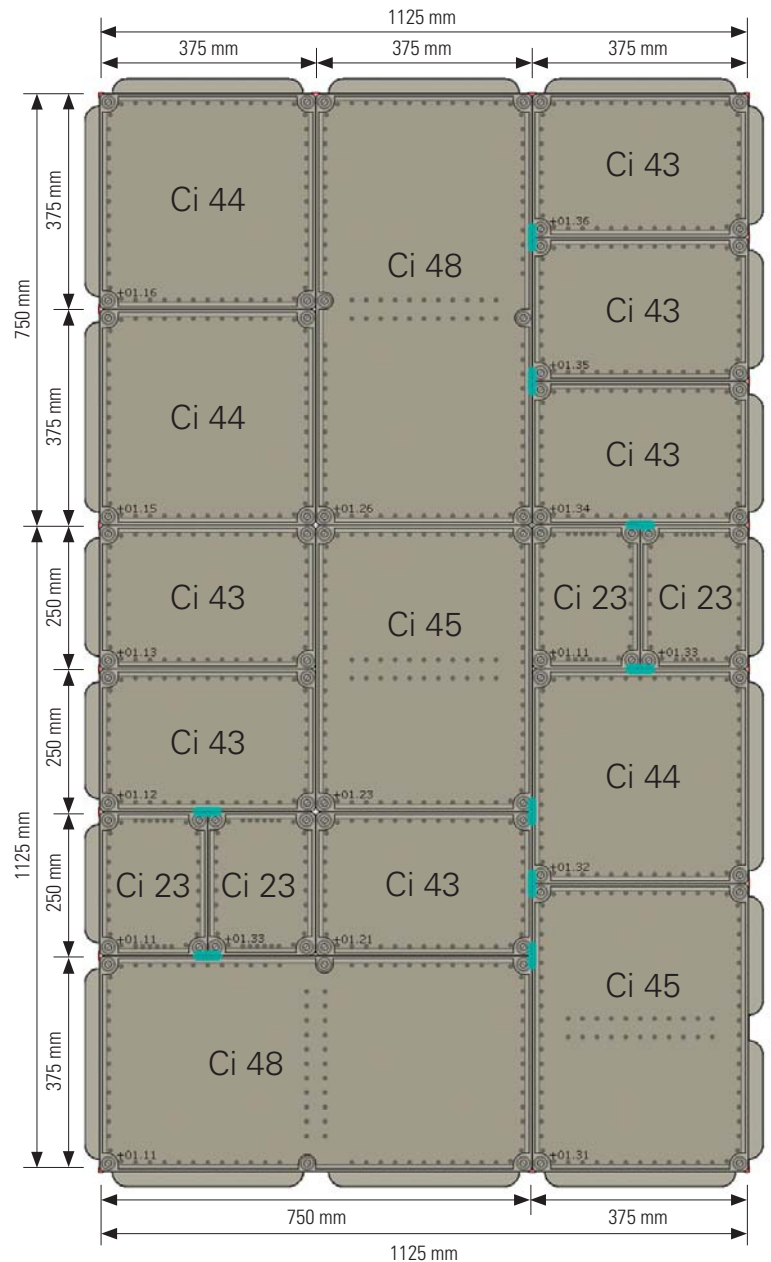 1125 mm
375 mm 375 mm 375 mm
750 mm
375 mm
375 mm
1125 mm
250 mm
250 mm
250 mm
375 mm
Ci 44
+01.16
Ci 48
+01.26
Ci 43
+01.36
Ci 43
+01.35
Ci 44
+01.15
Ci 43
+01.34
Ci 43
+01.13
Ci 45
+01.23
Ci 23
+01.11
Ci 23
+01.33
Ci 43
+01.12
Ci 44
+01.32
Ci 23
+01.11
Ci 23
+01.33
Ci 43
+01.21
Ci 45
+01.31
Ci 48
+01.11
750 mm 375 mm
1125 mm